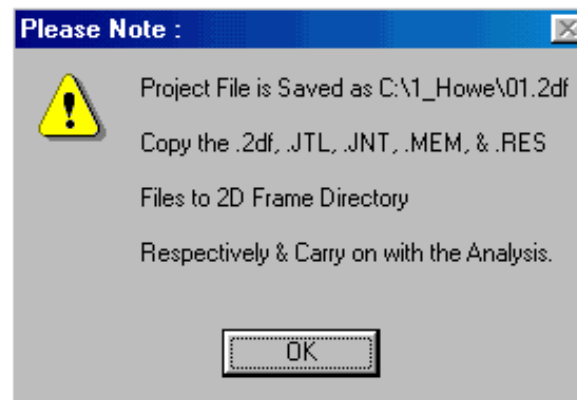 Please Note :
Project File is Saved as C:\1_Howe\01.2df
Copy the .2df, .JTL, .JNT, .MEM, & .RES
Files to 2D Frame Directory
Respectively & Carry on with the Analysis.
OK